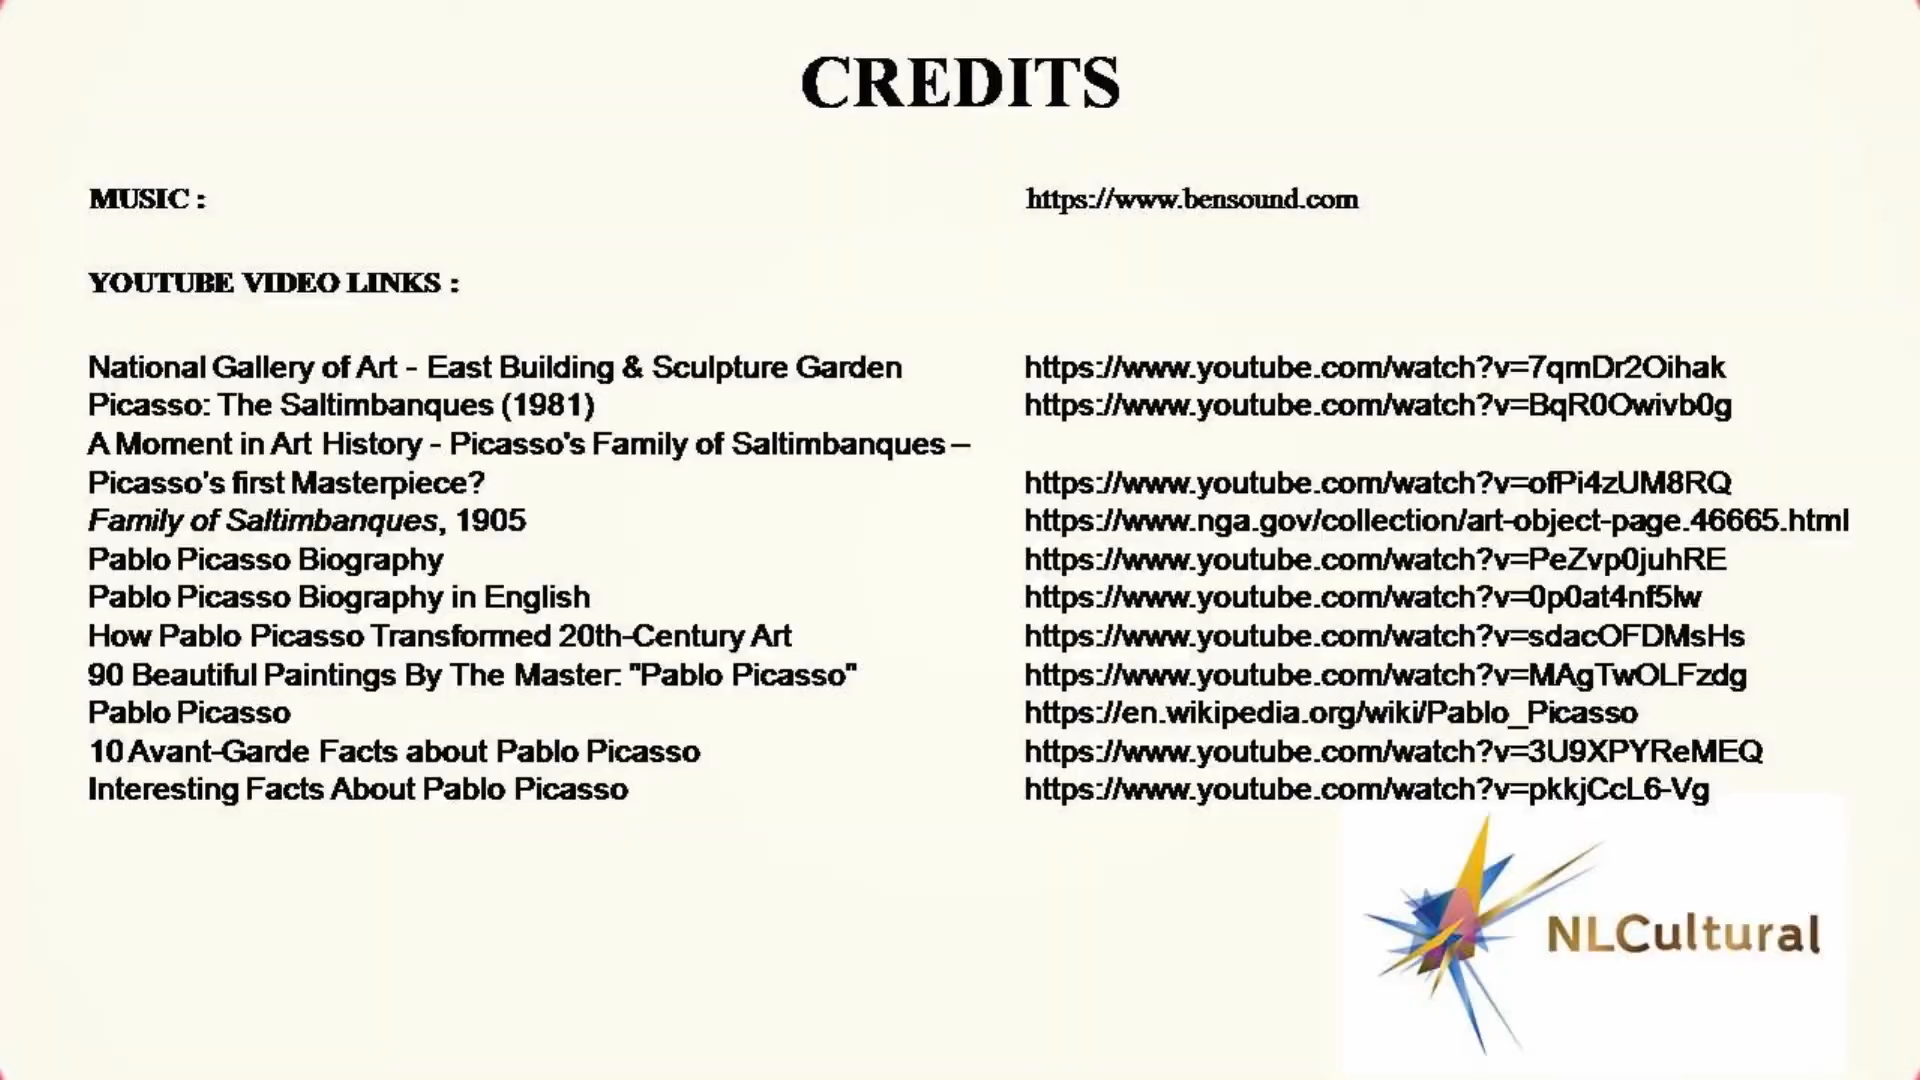 CREDITS
MUSIC : https://www.bensound.com
YOUTUBE VIDEO LINKS :
National Gallery of Art - East Building & Sculpture Garden https://www.youtube.com/watch?v=7qmDr2Oihak
Picasso: The Saltimbanques (1981) https://www.youtube.com/watch?v=BqR0Owivb0g
A Moment in Art History - Picasso's Family of Saltimbanques –
Picasso's first Masterpiece? https://www.youtube.com/watch?v=ofPi4zUM8RQ
Family of Saltimbanques, 1905 https://www.nga.gov/collection/art-object-page.46665.html
Pablo Picasso Biography https://www.youtube.com/watch?v=PeZvp0juhRE
Pablo Picasso Biography in English https://www.youtube.com/watch?v=0p0at4nf5lw
How Pablo Picasso Transformed 20th-Century Art https://www.youtube.com/watch?v=sdacOFDMsHs
90 Beautiful Paintings By The Master: "Pablo Picasso" https://www.youtube.com/watch?v=MAgTwOLFzdg
Pablo Picasso https://en.wikipedia.org/wiki/Pablo_Picasso
10 Avant-Garde Facts about Pablo Picasso https://www.youtube.com/watch?v=3U9XPYReMEQ
Interesting Facts About Pablo Picasso https://www.youtube.com/watch?v=pkkjCcL6-Vg
NLCultural